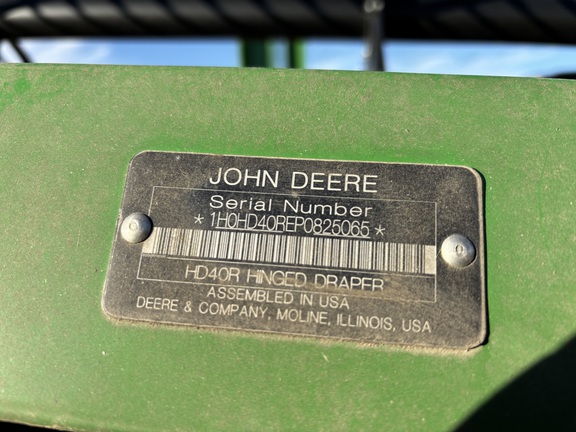 JOHN DEERE
Serial Number
*1H0HD40REP0825065*
HD40R HINGED DRAPER
ASSEMBLED IN USA
DEERE & COMPANY, MOLINE, ILLINOIS, USA